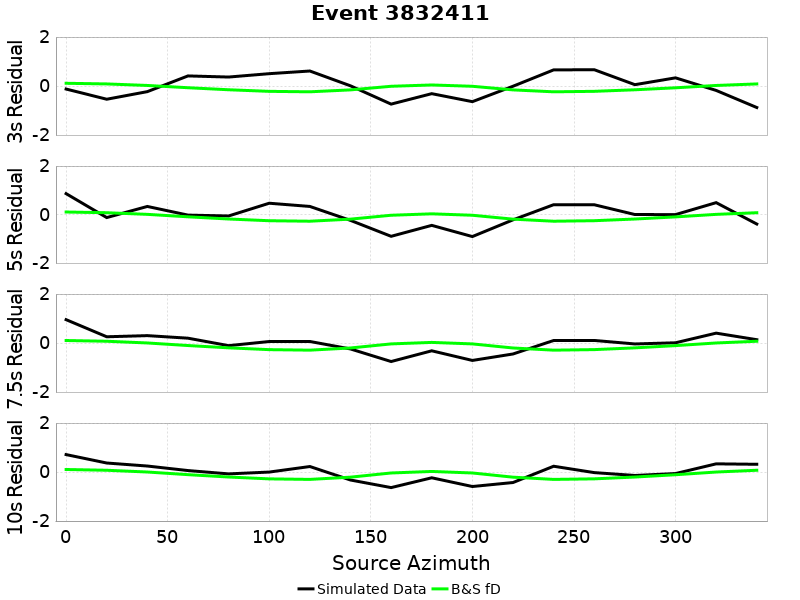 Event 3832411
3s Residual
2
0
-2
5s Residual
2
0
-2
7.5s Residual
2
0
-2
10s Residual
2
0
-2
0 50 100 150 200 250 300
Source Azimuth
Simulated Data B&S fD